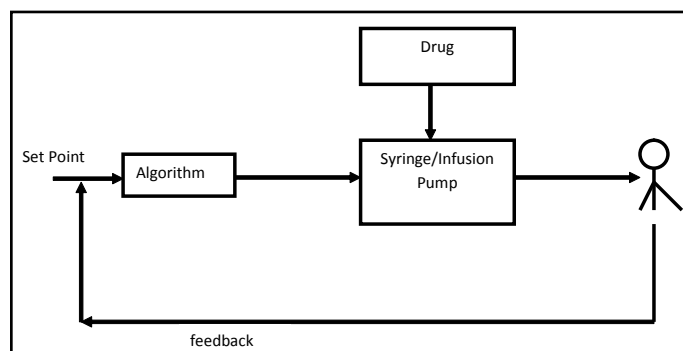 Drug
Set Point
Algorithm
Syringe/Infusion
Pump
feedback